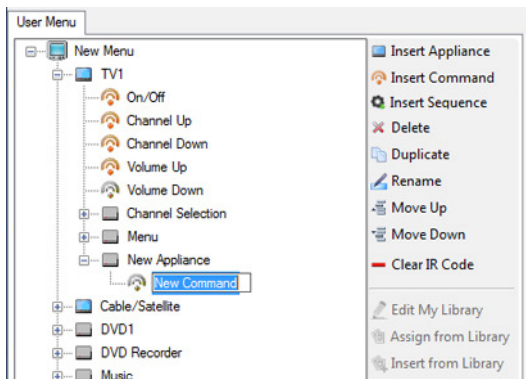 User Menu
New Menu
TV1
On/Off
Channel Up
Channel Down
Volume Up
Volume Down
Channel Selection
Menu
New Appliance
New Command
Cable/Satellite
DVD1
DVD Recorder
Music
Insert Appliance
Insert Command
Insert Sequence
Delete
Duplicate
Rename
Move Up
Move Down
Clear IR Code
Edit My Library
Assign from Library
Insert from Library